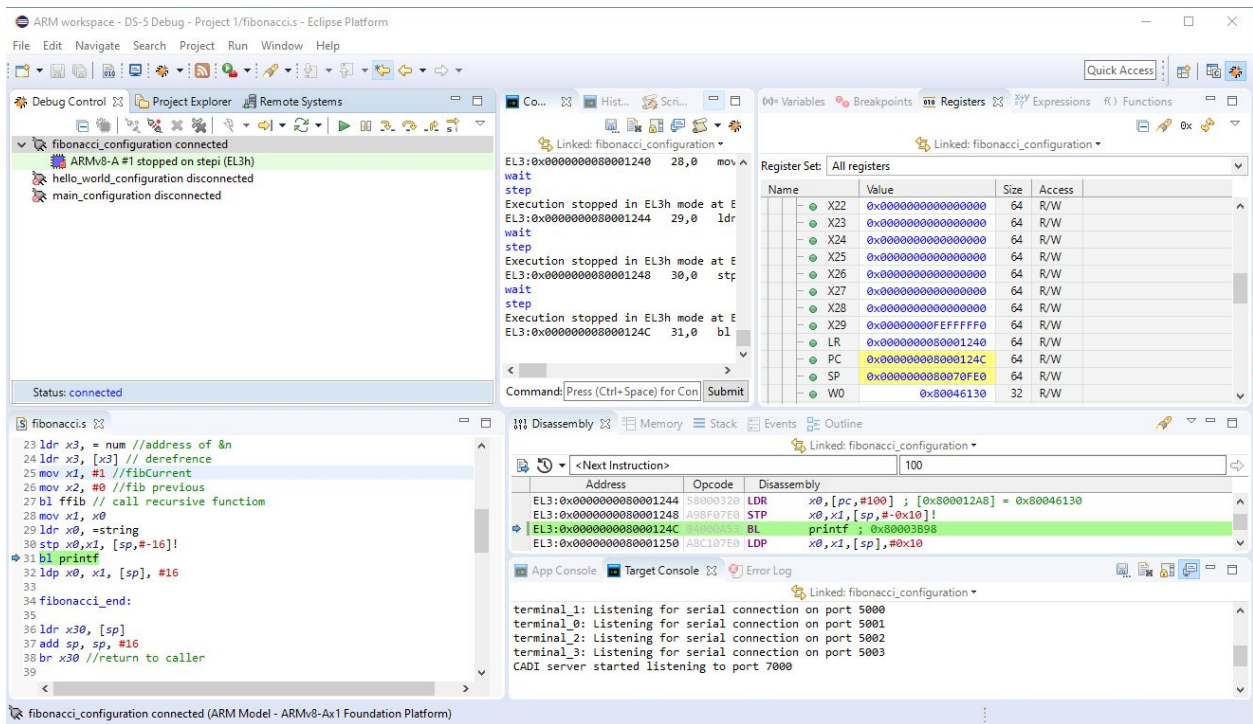 ARM workspace - DS-5 Debug - Project 1/fibonacci.s - Eclipse Platform
File Edit Navigate Search Project Run Window Help
Quick Access
Debug Control Project Explorer Remote Systems
fibonacci_configuration connected
ARMv8-A #1 stopped on stepi (EL3h)
hello_world_configuration disconnected
main_configuration disconnected
Status: connected
Co... Hist... Scri...
Linked: fibonacci_configuration
EL3:0x0000000080001240 28,0 mov
wait
step
Execution stopped in EL3h mode at E
EL3:0x0000000080001244 29,0 ldr
wait
step
Execution stopped in EL3h mode at E
EL3:0x0000000080001248 30,0 stp
wait
step
Execution stopped in EL3h mode at E
EL3:0x000000008000124C 31,0 bl
Command: Press (Ctrl+Space) for Con Submit
(x)= Variables Breakpoints Registers Expressions f() Functions
Linked: fibonacci_configuration
Register Set: All registers
Name Value Size Access
X22 0x0000000000000000 64 R/W
X23 0x0000000000000000 64 R/W
X24 0x0000000000000000 64 R/W
X25 0x0000000000000000 64 R/W
X26 0x0000000000000000 64 R/W
X27 0x0000000000000000 64 R/W
X28 0x0000000000000000 64 R/W
X29 0x00000000FEFFFFF0 64 R/W
LR 0x0000000080001240 64 R/W
PC 0x000000008000124C 64 R/W
SP 0x0000000080070FE0 64 R/W
W0 0x80046130 32 R/W
fibonacci.s
23 ldr x3, = num //address of &n
24 ldr x3, [x3] // derefrence
25 mov x1, #1 //fibCurrent
26 mov x2, #0 //fib previous
27 bl ffib // call recursive functiom
28 mov x1, x0
29 ldr x0, =string
30 stp x0,x1, [sp,#-16]!
31 bl printf
32 ldp x0, x1, [sp], #16
33
34 fibonacci_end:
35
36 ldr x30, [sp]
37 add sp, sp, #16
38 br x30 //return to caller
39
Disassembly Memory Stack Events Outline
Linked: fibonacci_configuration
<Next Instruction> 100
Address Opcode Disassembly
EL3:0x0000000080001244 58000320 LDR x0,[pc,#100] ; [0x800012A8] = 0x80046130
EL3:0x0000000080001248 A9BF07E0 STP x0,x1,[sp,#-0x10]!
EL3:0x000000008000124C 94000A53 BL printf ; 0x80003B98
EL3:0x0000000080001250 A8C107E0 LDP x0,x1,[sp],#0x10
App Console Target Console Error Log
Linked: fibonacci_configuration
terminal_1: Listening for serial connection on port 5000
terminal_0: Listening for serial connection on port 5001
terminal_2: Listening for serial connection on port 5002
terminal_3: Listening for serial connection on port 5003
CADI server started listening to port 7000
fibonacci_configuration connected (ARM Model - ARMv8-Ax1 Foundation Platform)